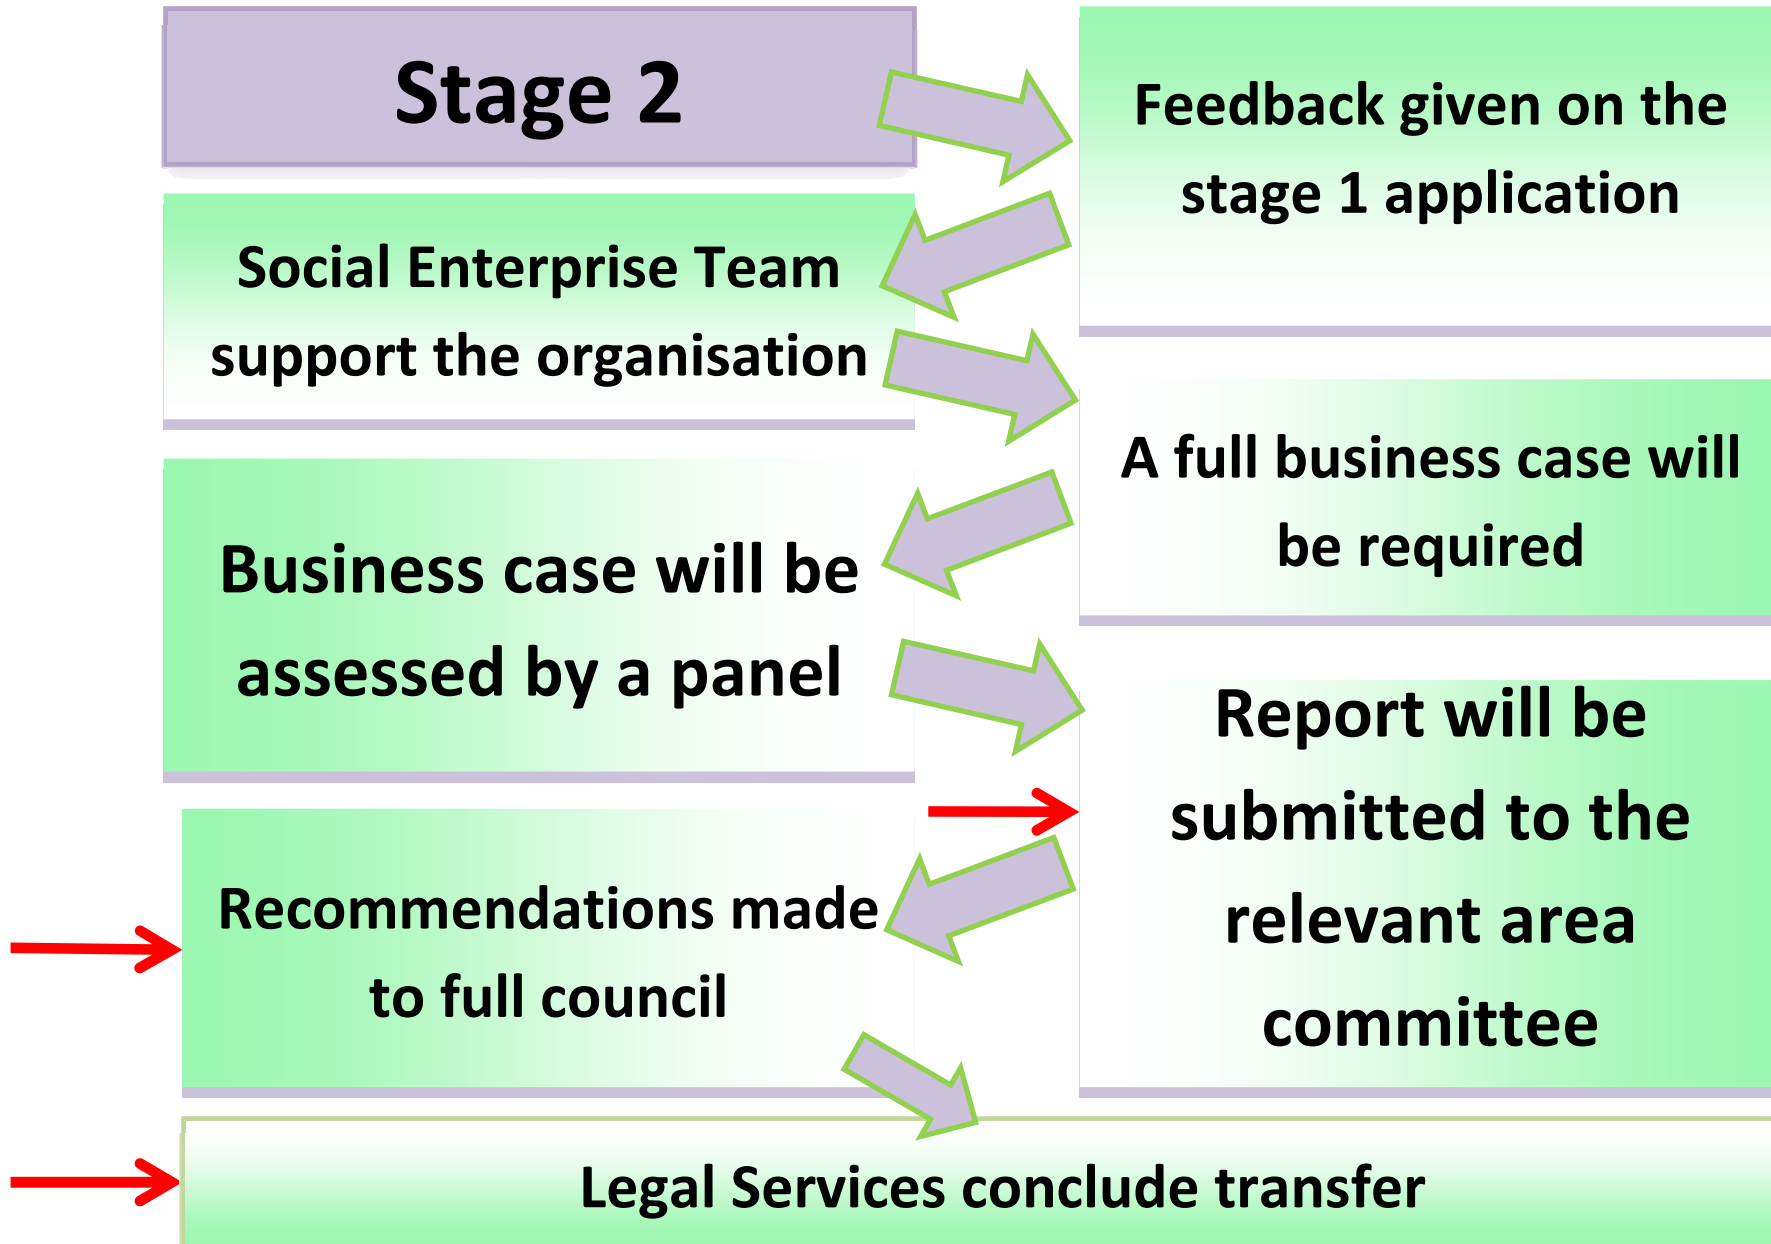 Stage 2
Feedback given on the
stage 1 application
Social Enterprise Team
support the organisation
A full business case will
be required
Business case will be
assessed by a panel
Report will be
submitted to the
relevant area
committee
Recommendations made
to full council
Legal Services conclude transfer